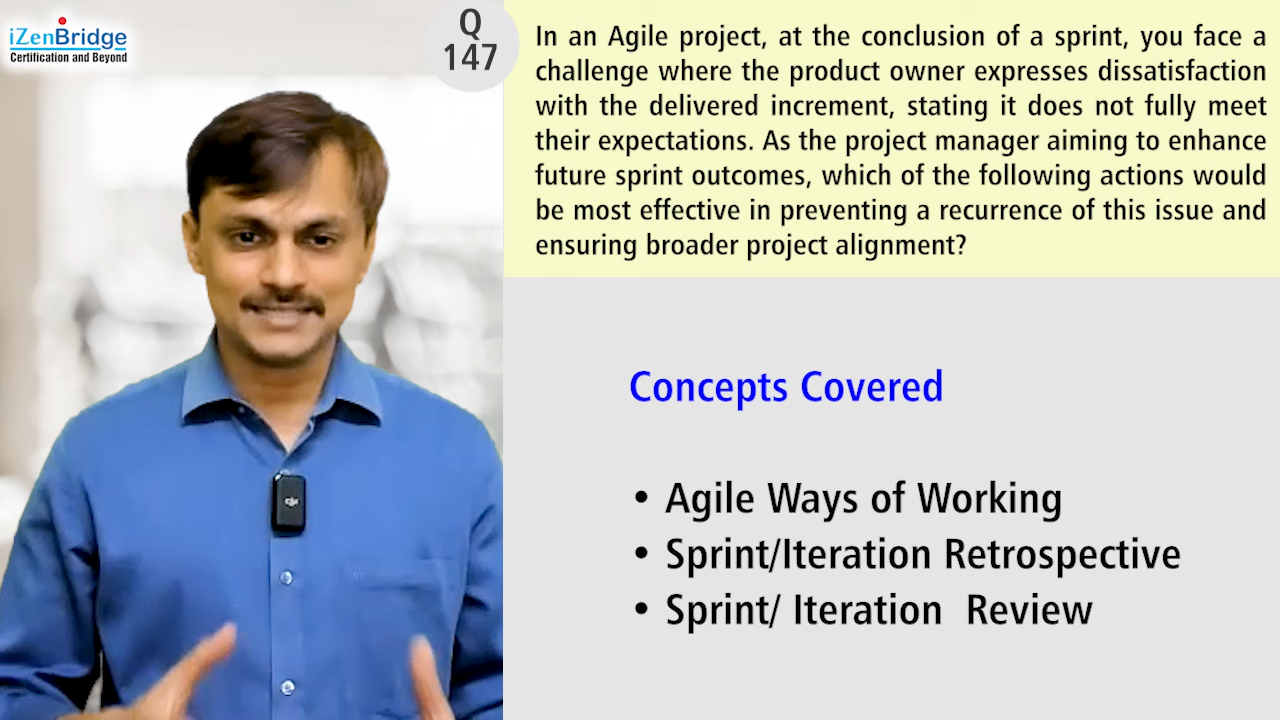 iZenBridge
Certification and Beyond
Q
147
In an Agile project, at the conclusion of a sprint, you face a
challenge where the product owner expresses dissatisfaction
with the delivered increment, stating it does not fully meet
their expectations. As the project manager aiming to enhance
future sprint outcomes, which of the following actions would
be most effective in preventing a recurrence of this issue and
ensuring broader project alignment?
Concepts Covered
• Agile Ways of Working
• Sprint/Iteration Retrospective
• Sprint/ Iteration  Review